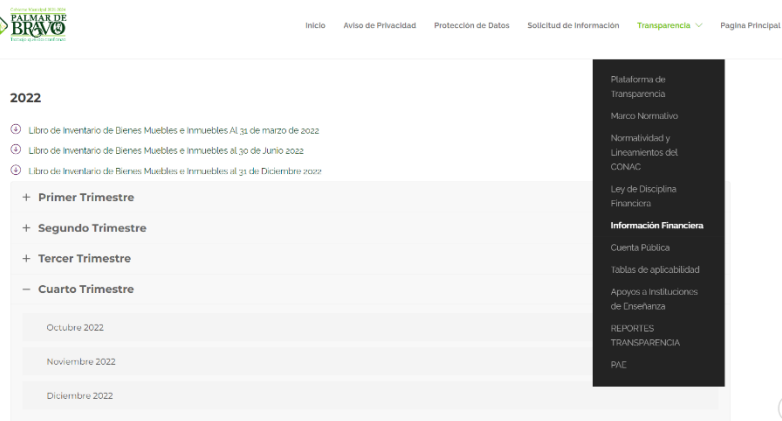 PALMAR DE
BRAVO
Inicio
Aviso de Privacidad
Protección de Datos
Solicitud de Información
Transparencia
Pagina Principal
2022
Libro de Inventario de Bienes Muebles e Inmuebles Al 31 de marzo de 2022
Libro de Inventario de Bienes Muebles e Inmuebles al 30 de Junio 2022
Libro de Inventario de Bienes Muebles e Inmuebles al 31 de Diciembre 2022
+ Primer Trimestre
+ Segundo Trimestre
+ Tercer Trimestre
− Cuarto Trimestre
Octubre 2022
Noviembre 2022
Diciembre 2022
Plataforma de
Transparencia
Marco Normativo
Normatividad y
Lineamientos del
CONAC
Ley de Disciplina
Financiera
Información Financiera
Cuenta Pública
Tablas de aplicabilidad
Apoyos a Instituciones
de Enseñanza
REPORTES
TRANSPARENCIA
PAE